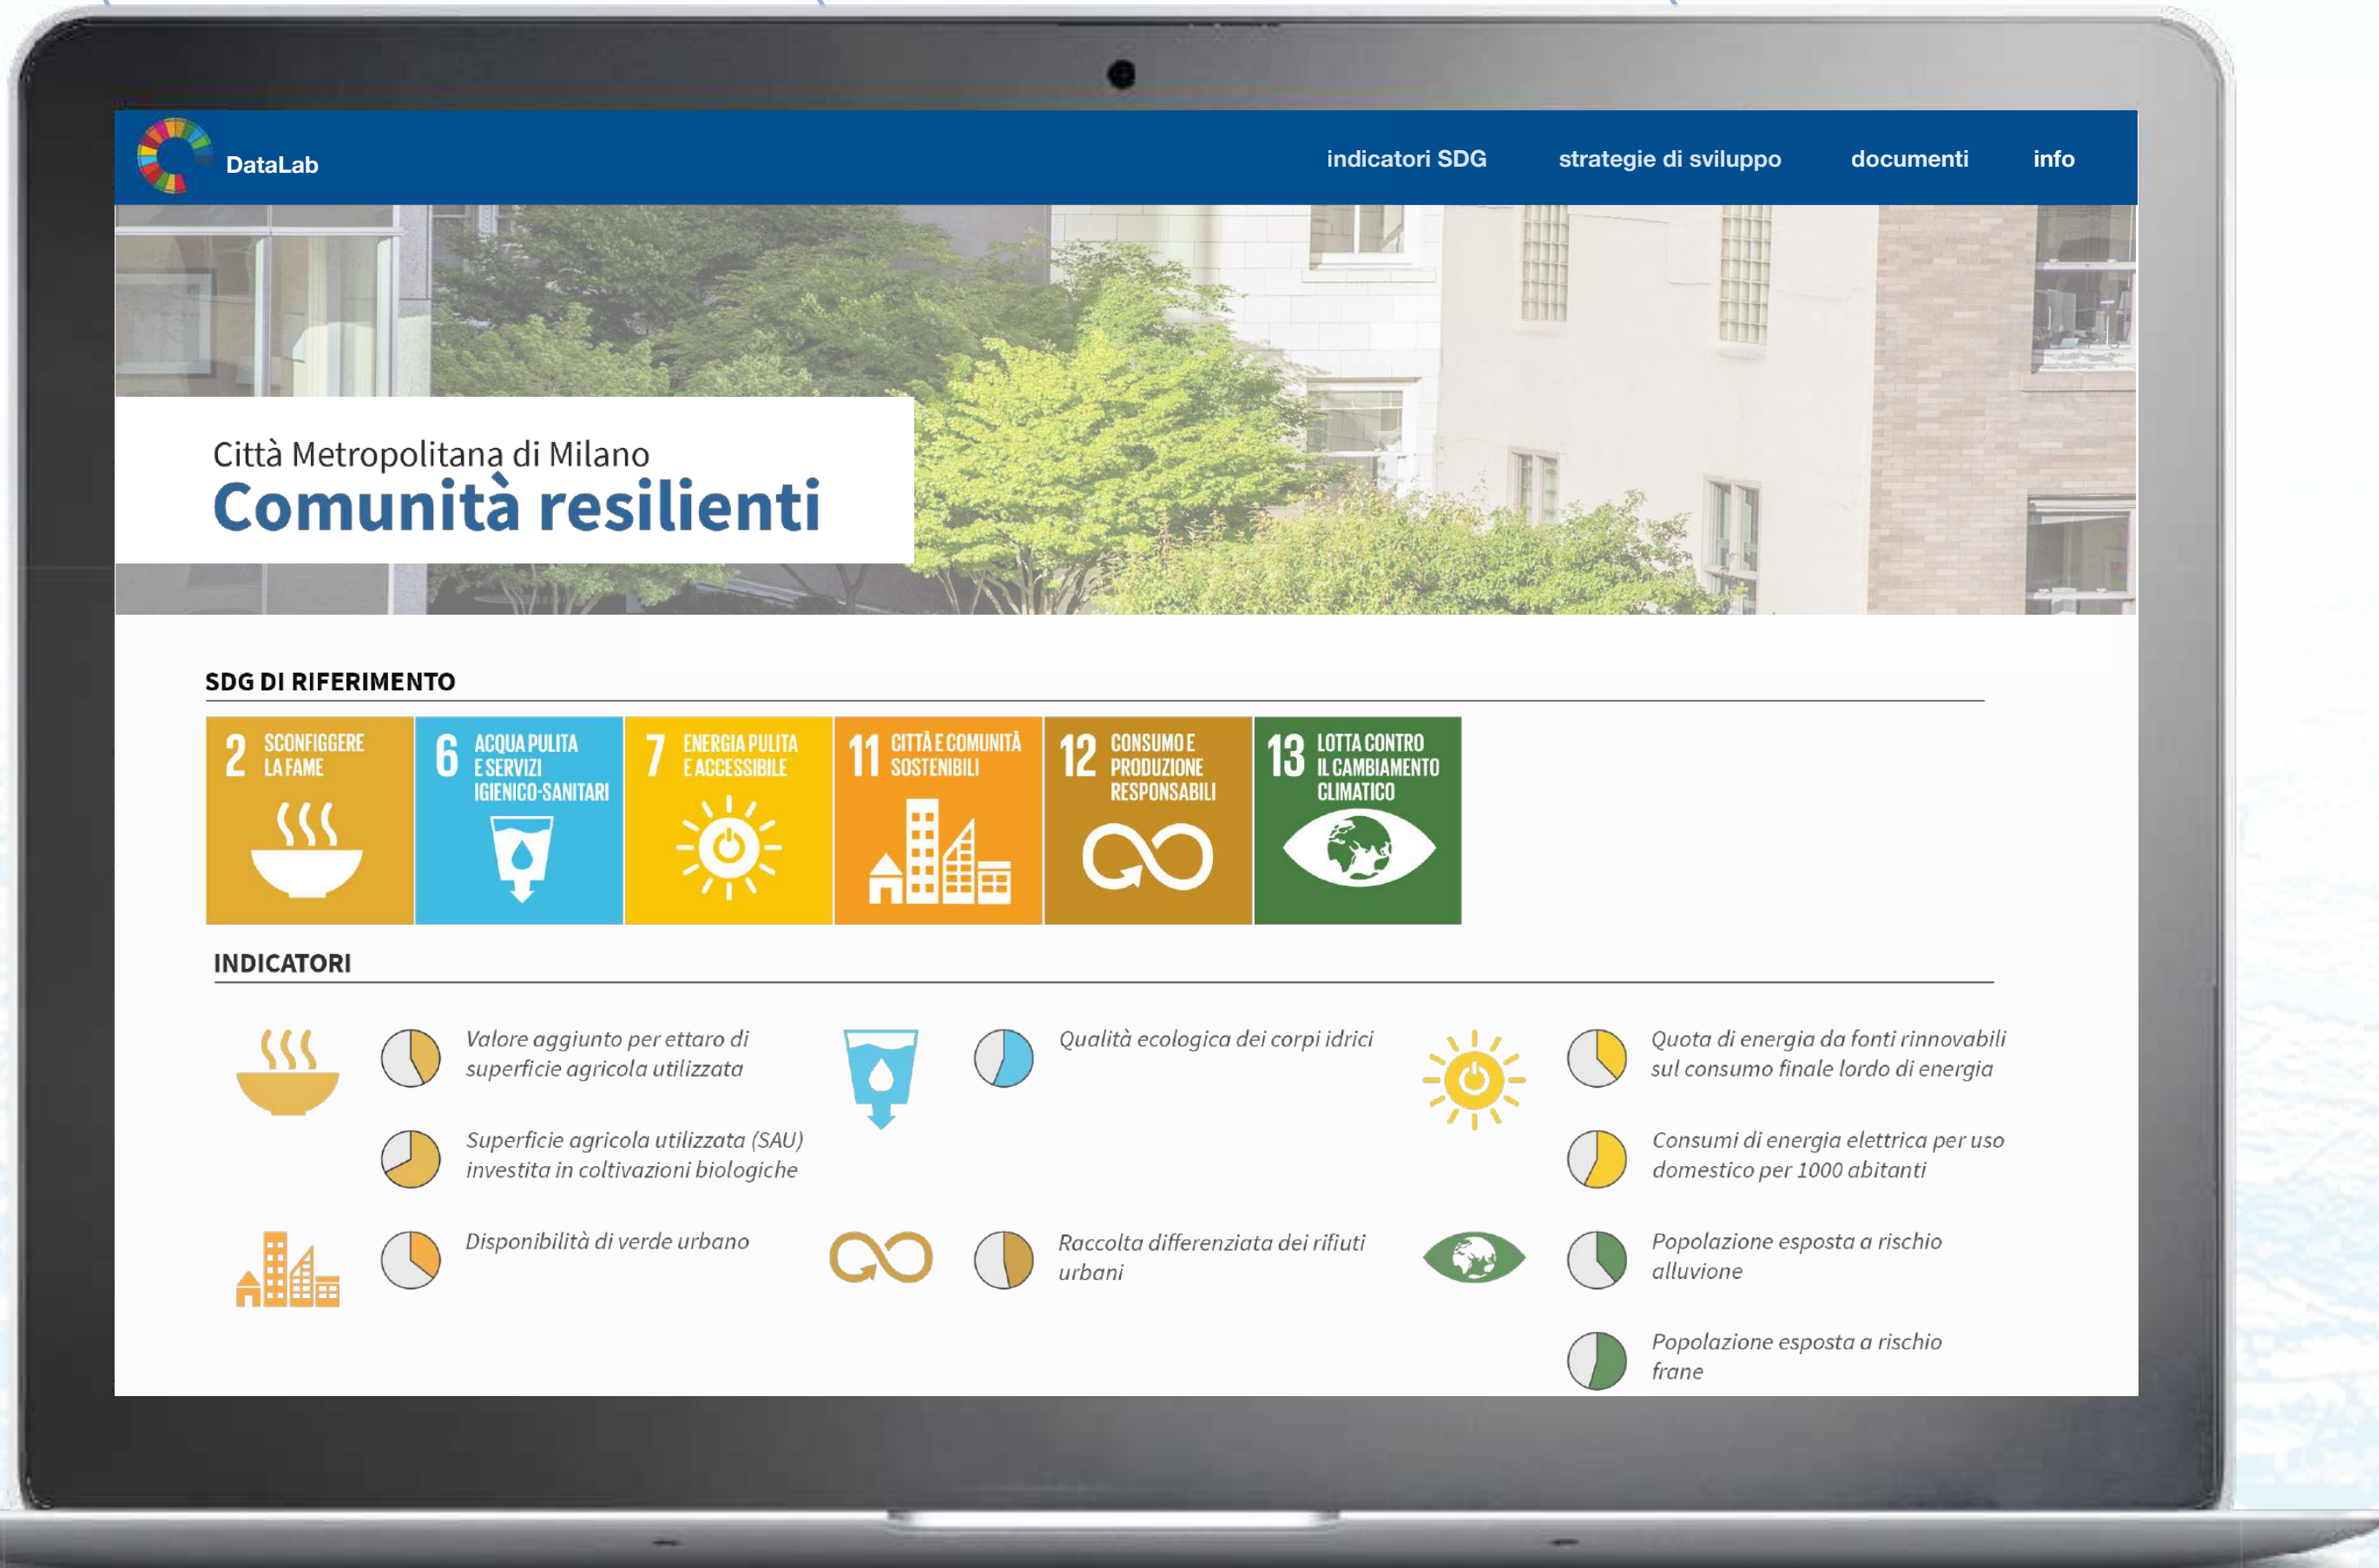 DataLab
indicatori SDG
strategie di sviluppo
documenti
info
Città Metropolitana di Milano
Comunità resilienti
SDG DI RIFERIMENTO
2 SCONFIGGERE
LA FAME
6 ACQUA PULITA
E SERVIZI
IGIENICO-SANITARI
7 ENERGIA PULITA
E ACCESSIBILE
11 CITTÀ E COMUNITÀ
SOSTENIBILI
12 CONSUMO E
PRODUZIONE
RESPONSABILI
13 LOTTA CONTRO
IL CAMBIAMENTO
CLIMATICO
INDICATORI
Valore aggiunto per ettaro di
superficie agricola utilizzata
Superficie agricola utilizzata (SAU)
investita in coltivazioni biologiche
Qualità ecologica dei corpi idrici
Quota di energia da fonti rinnovabili
sul consumo finale lordo di energia
Consumi di energia elettrica per uso
domestico per 1000 abitanti
Disponibilità di verde urbano
Raccolta differenziata dei rifiuti
urbani
Popolazione esposta a rischio
alluvione
Popolazione esposta a rischio
frane